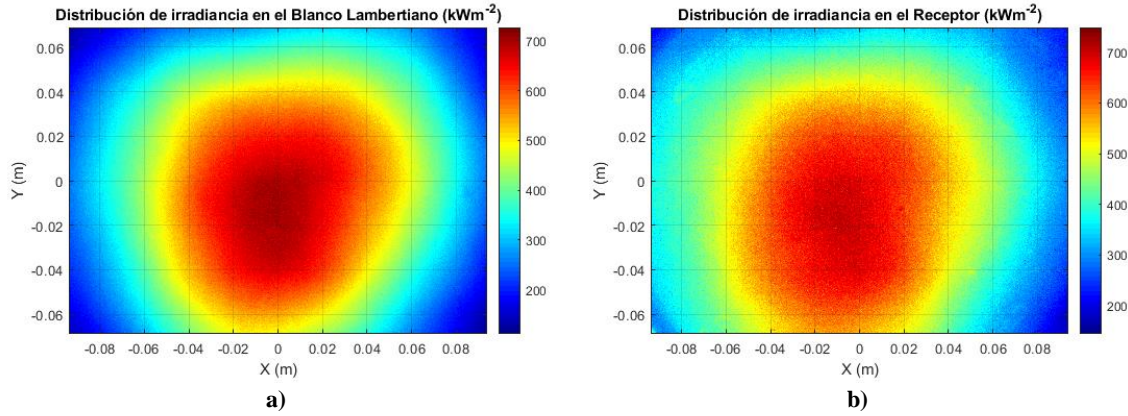 Distribución de irradiancia en el Blanco Lambertiano (kWm-2)
0.06
0.04
0.02
0
-0.02
-0.04
-0.06
Y (m)
-0.08 -0.06 -0.04 -0.02 0 0.02 0.04 0.06 0.08
X (m)
700
600
500
400
300
200
a)
Distribución de irradiancia en el Receptor (kWm-2)
0.06
0.04
0.02
0
-0.02
-0.04
-0.06
Y (m)
-0.08 -0.06 -0.04 -0.02 0 0.02 0.04 0.06 0.08
X (m)
700
600
500
400
300
200
b)